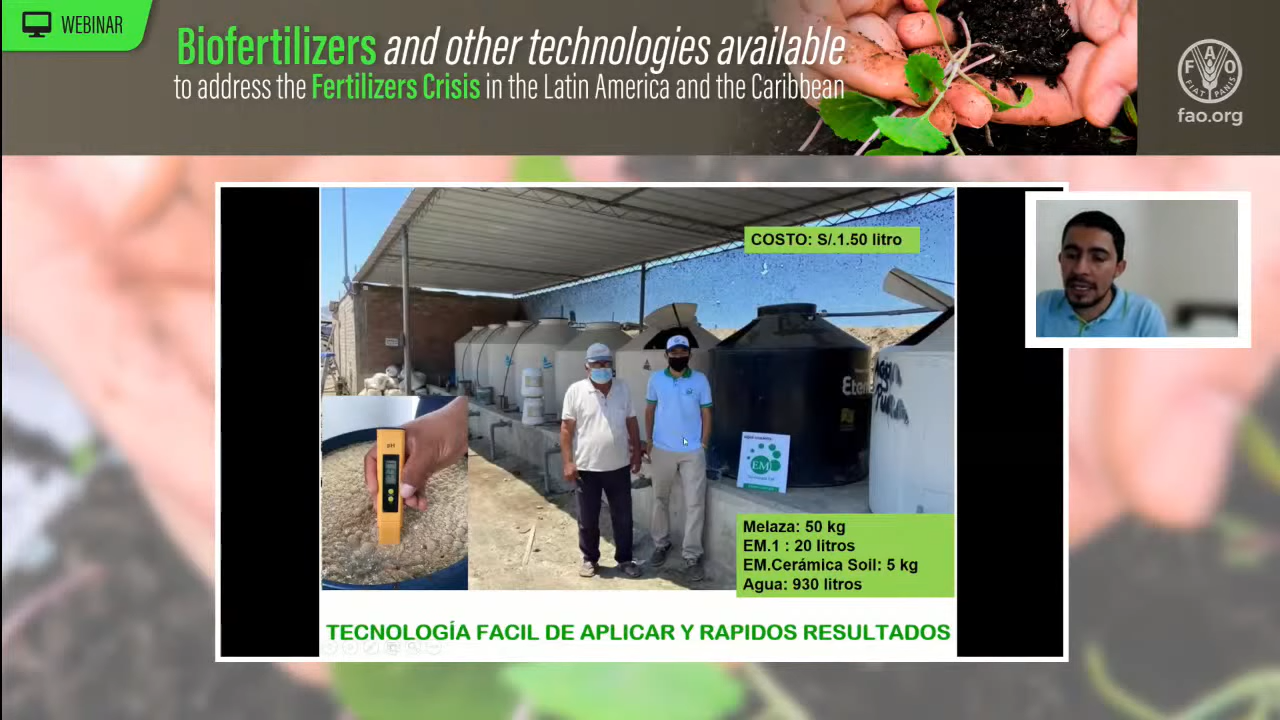 WEBINAR
Biofertilizers and other technologies available
to address the Fertilizers Crisis in the Latin America and the Caribbean
F A O
FIAT PANIS
fao.org
COSTO: S/.1.50 litro
EM
Melaza: 50 kg
EM.1 : 20 litros
EM.Cerámica Soil: 5 kg
Agua: 930 litros
TECNOLOGÍA FACIL DE APLICAR Y RAPIDOS RESULTADOS